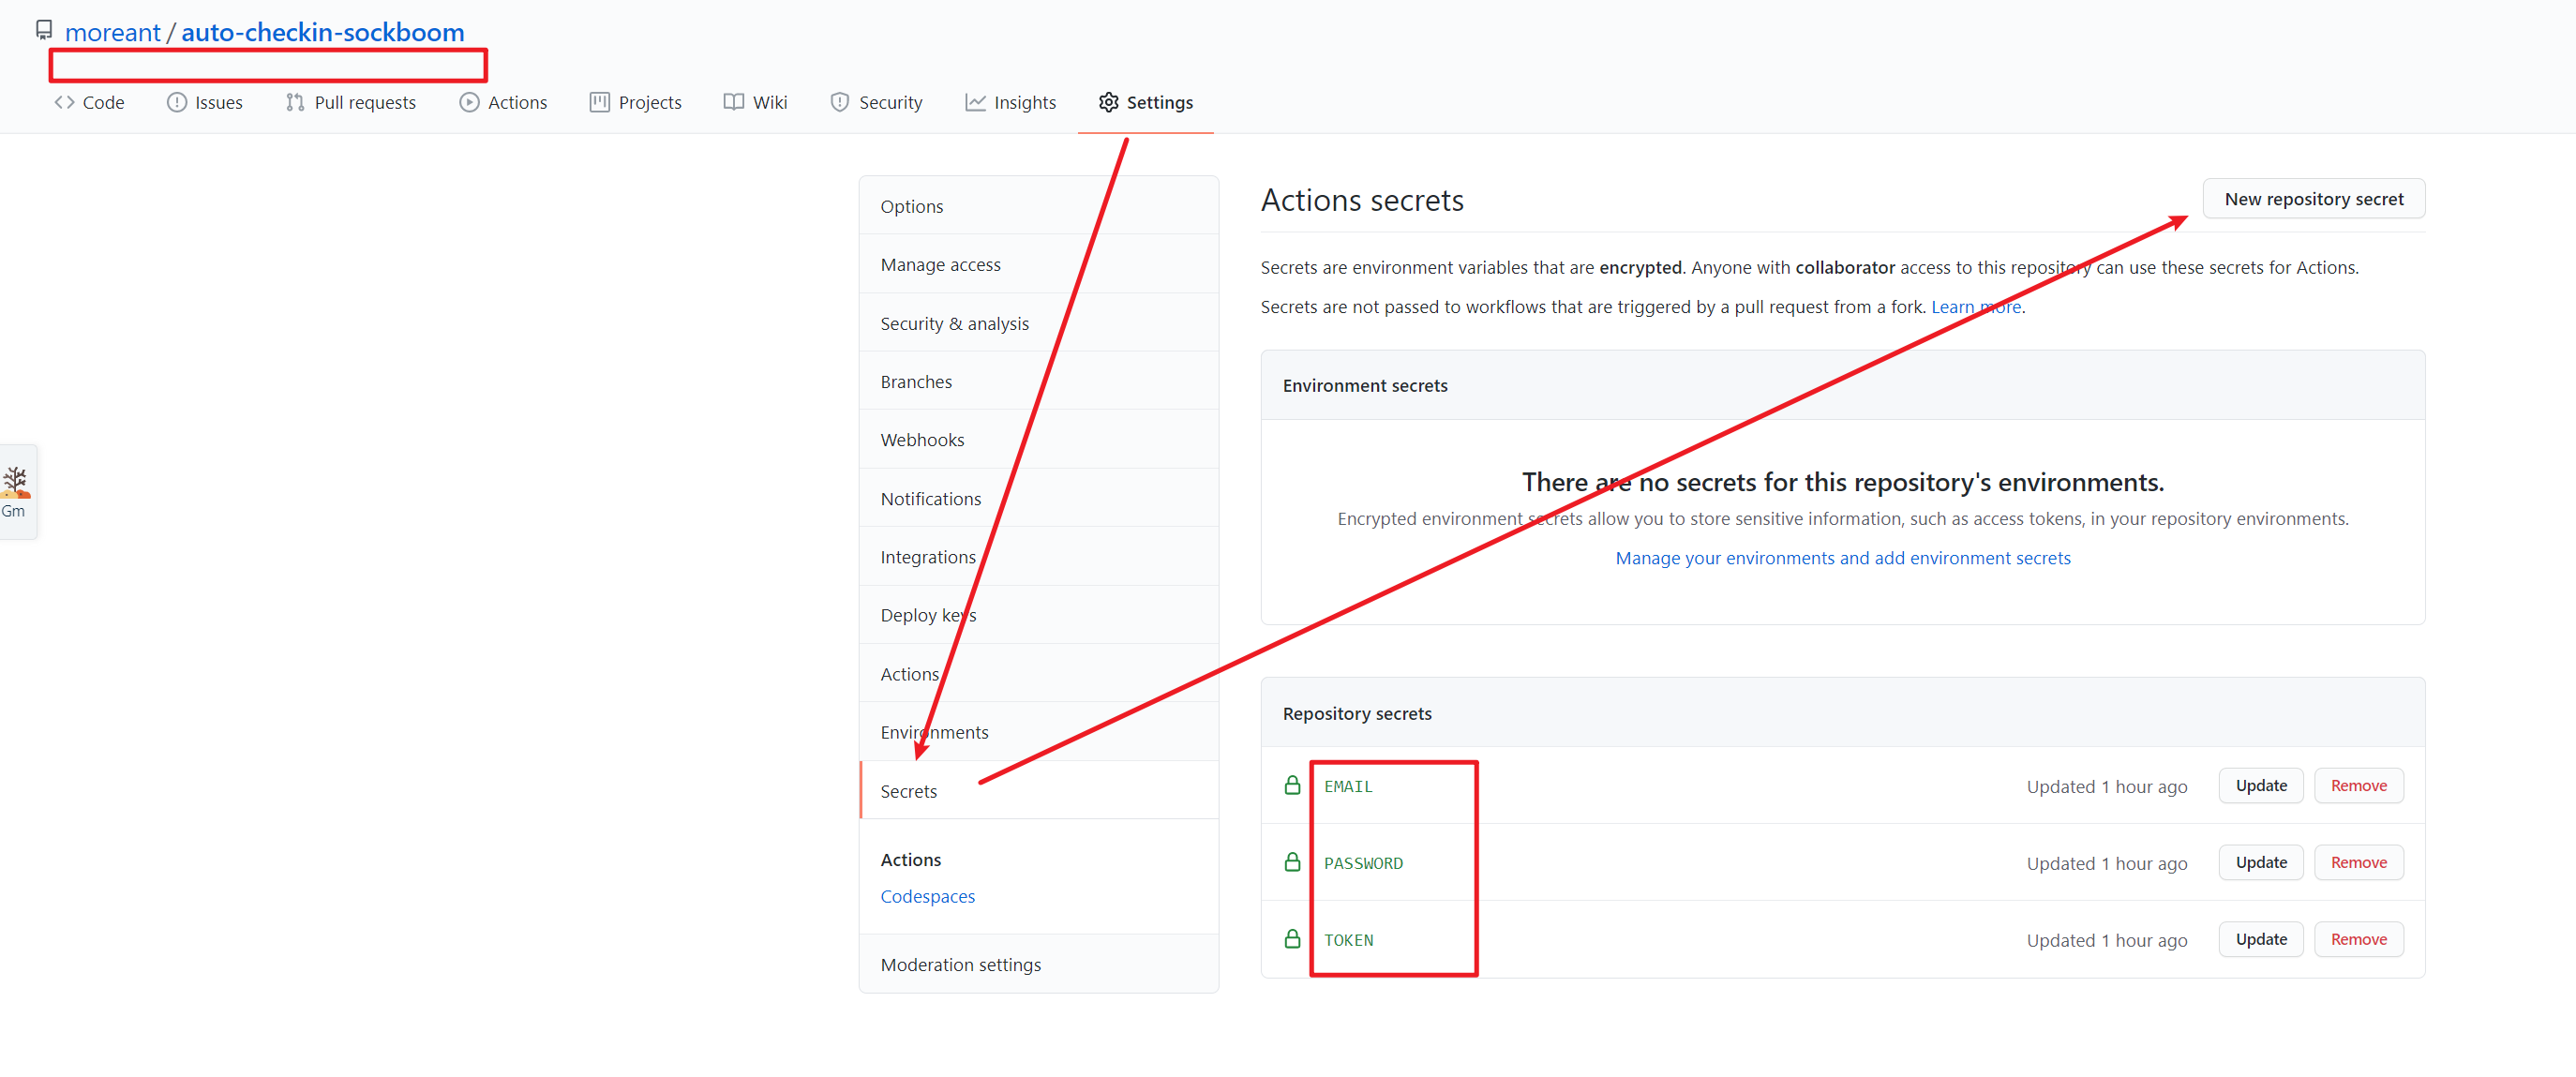 moreant / auto-checkin-sockboom
Code Issues Pull requests Actions Projects Wiki Security Insights Settings
Options
Manage access
Security & analysis
Branches
Webhooks
Notifications
Integrations
Deploy keys
Actions
Environments
Secrets
Actions
Codespaces
Moderation settings
Actions secrets
New repository secret
Secrets are environment variables that are encrypted. Anyone with collaborator access to this repository can use these secrets for Actions.
Secrets are not passed to workflows that are triggered by a pull request from a fork. Learn more.
Environment secrets
There are no secrets for this repository's environments.
Encrypted environment secrets allow you to store sensitive information, such as access tokens, in your repository environments.
Manage your environments and add environment secrets
Repository secrets
EMAIL Updated 1 hour ago Update Remove
PASSWORD Updated 1 hour ago Update Remove
TOKEN Updated 1 hour ago Update Remove
Gm